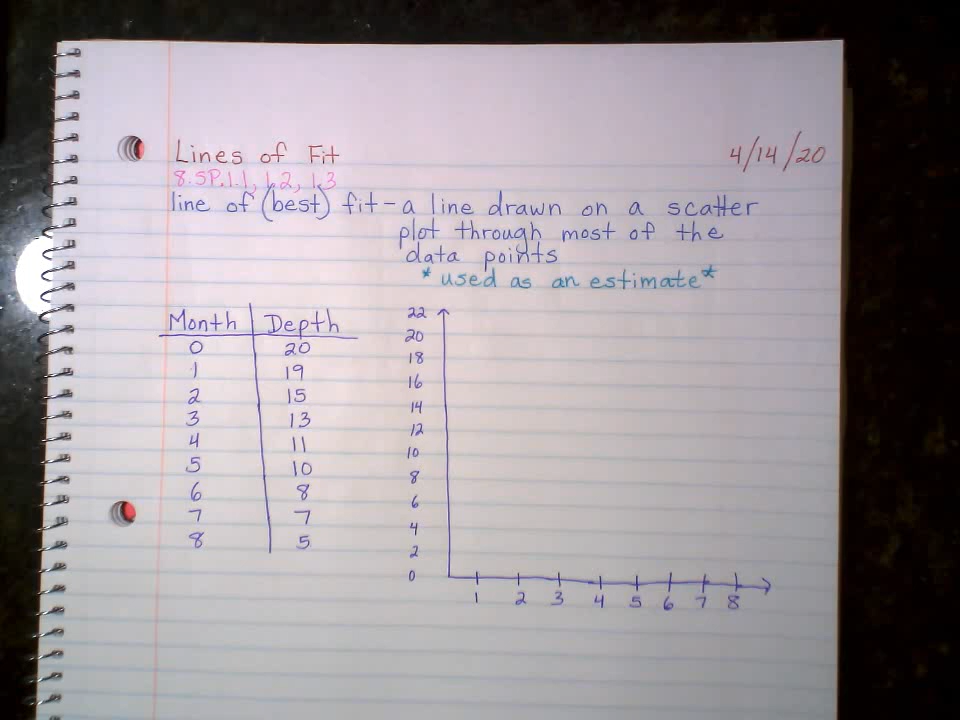 Lines of Fit 4/14/20
8.SP.1.1, 1.2, 1.3
line of (best) fit - a line drawn on a scatter
plot through most of the
data points
*used as an estimate*
Month Depth
0 20
1 19
2 15
3 13
4 11
5 10
6 8
7 7
8 5
22
20
18
16
14
12
10
8
6
4
2
0
1 2 3 4 5 6 7 8